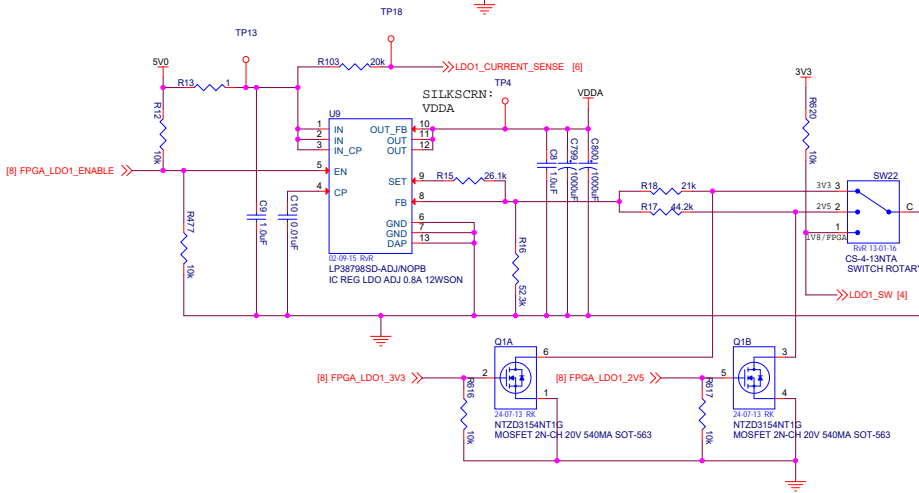 TP18
TP13
5V0
R13
1
R103
20k
LDO1_CURRENT_SENSE [6]
TP4
SILKSCRN:
VDDA
VDDA
3V3
R12
10k
U9
1
IN
OUT_FB
10
2
IN
OUT
11
3
IN_CP
OUT
12
[8] FPGA_LDO1_ENABLE
5
EN
4
CP
SET
9
R15
26.1k
FB
8
GND
6
GND
7
DAP
13
02-09-15 RvR
LP38798SD-ADJ/NOPB
IC REG LDO ADJ 0.8A 12WSON
R477
10k
C9
1.0uF
C10
0.01uF
C8
1.0uF
C799
1000uF
C800
1000uF
R16
52.3k
R18
21k
R17
44.2k
R620
10k
SW22
3V3
3
2V5
2
C
1
1V8/FPGA
RvR 13-01-16
CS-4-13NTA
SWITCH ROTARY
LDO1_SW [4]
Q1A
6
[8] FPGA_LDO1_3V3
2
1
R616
10k
24-07-13 RK
NTZD3154NT1G
MOSFET 2N-CH 20V 540MA SOT-563
Q1B
3
[8] FPGA_LDO1_2V5
5
4
R617
10k
24-07-13 RK
NTZD3154NT1G
MOSFET 2N-CH 20V 540MA SOT-563